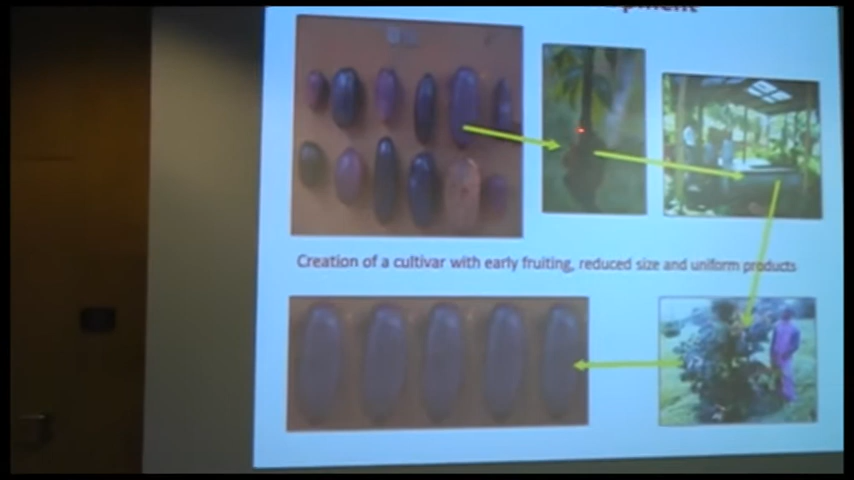 Creation of a cultivar with early fruiting, reduced size and uniform products